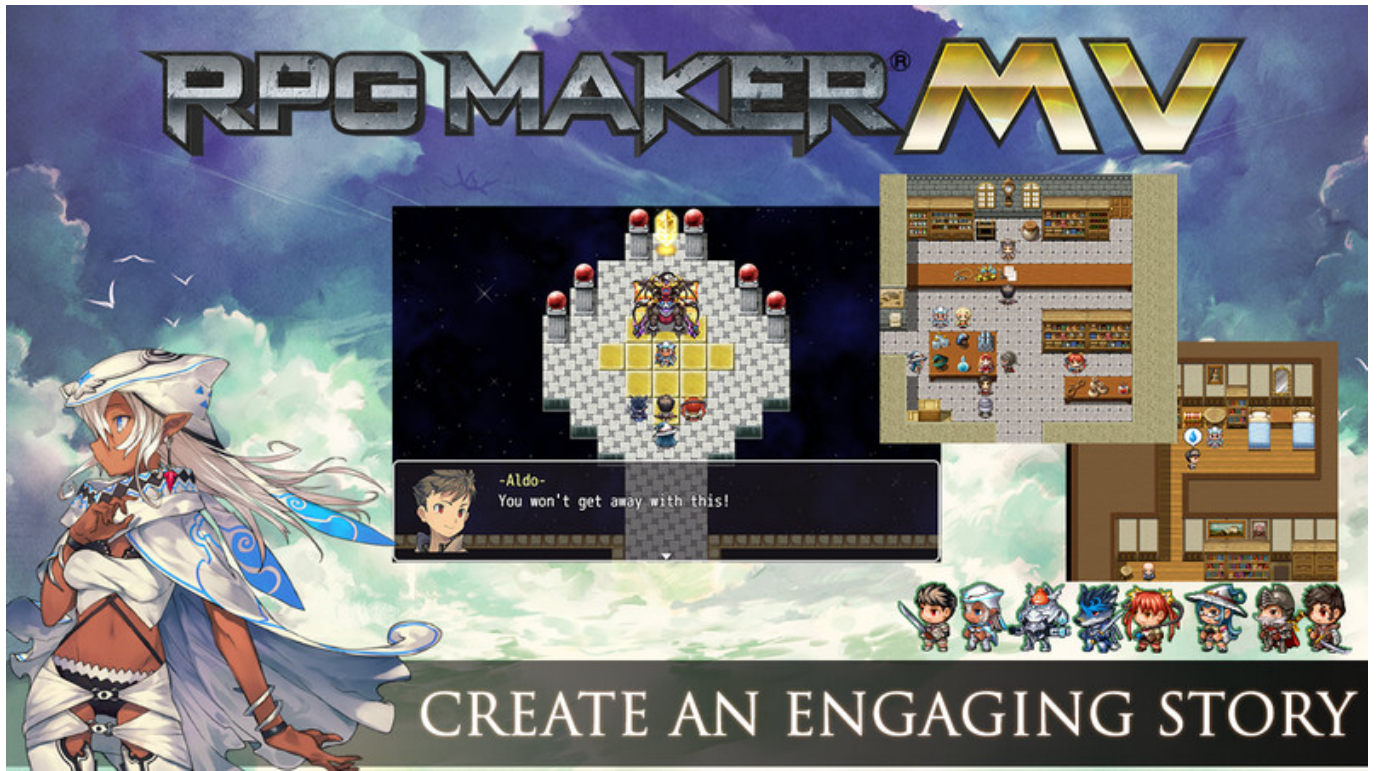 RPG MAKER® MV
-Aldo-
You won't get away with this!
CREATE AN ENGAGING STORY